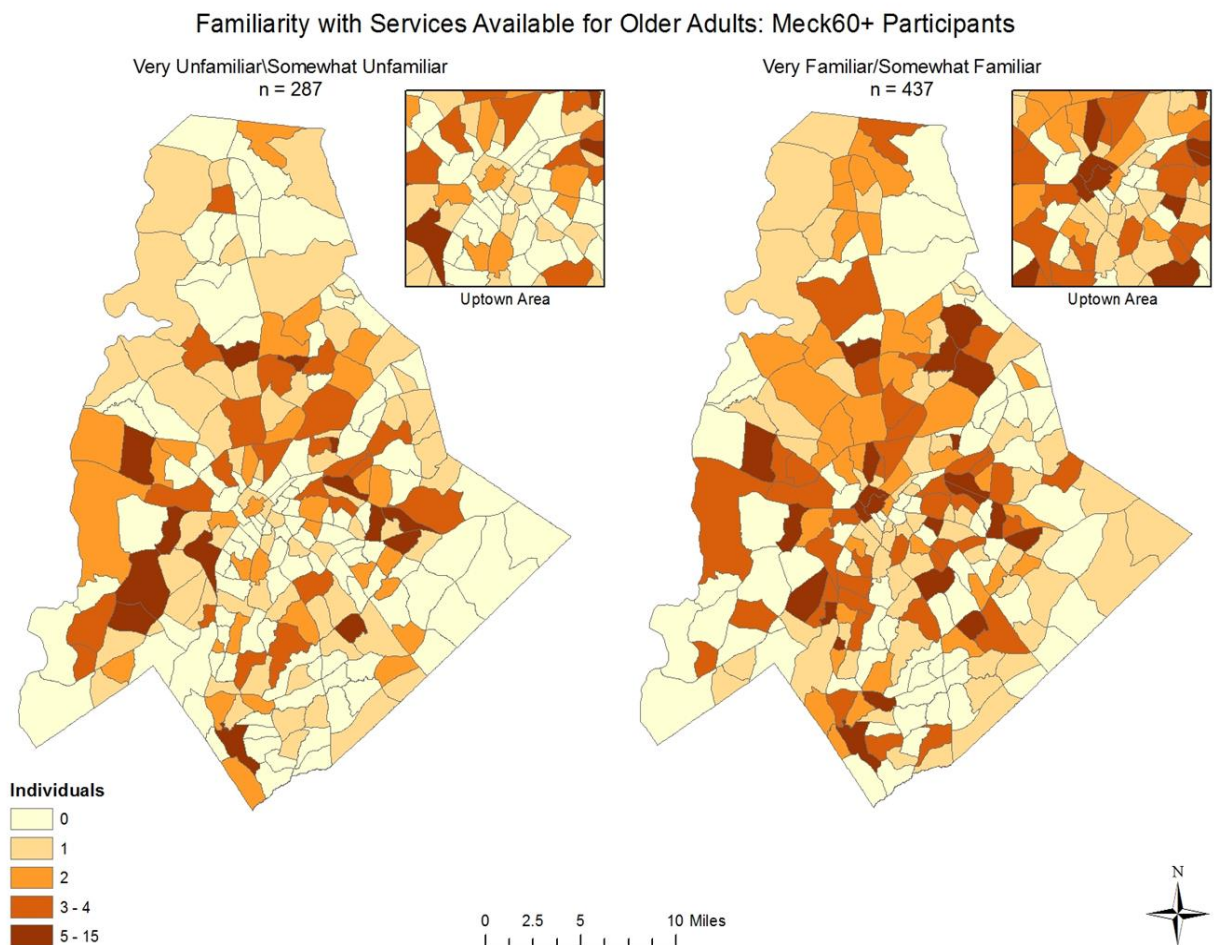 Familiarity with Services Available for Older Adults: Meck60+ Participants
Very Unfamiliar\Somewhat Unfamiliar
n = 287
Very Familiar/Somewhat Familiar
n = 437
Uptown Area
Uptown Area
Individuals
0
1
2
3 - 4
5 - 15
0 2.5 5 10 Miles
N